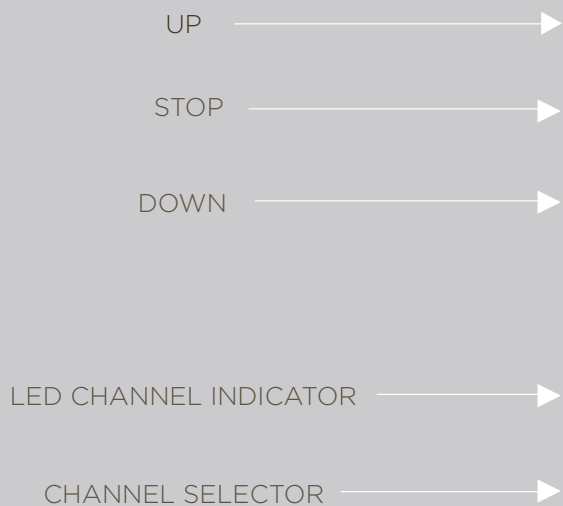 UP
STOP
DOWN
LED CHANNEL INDICATOR
CHANNEL SELECTOR